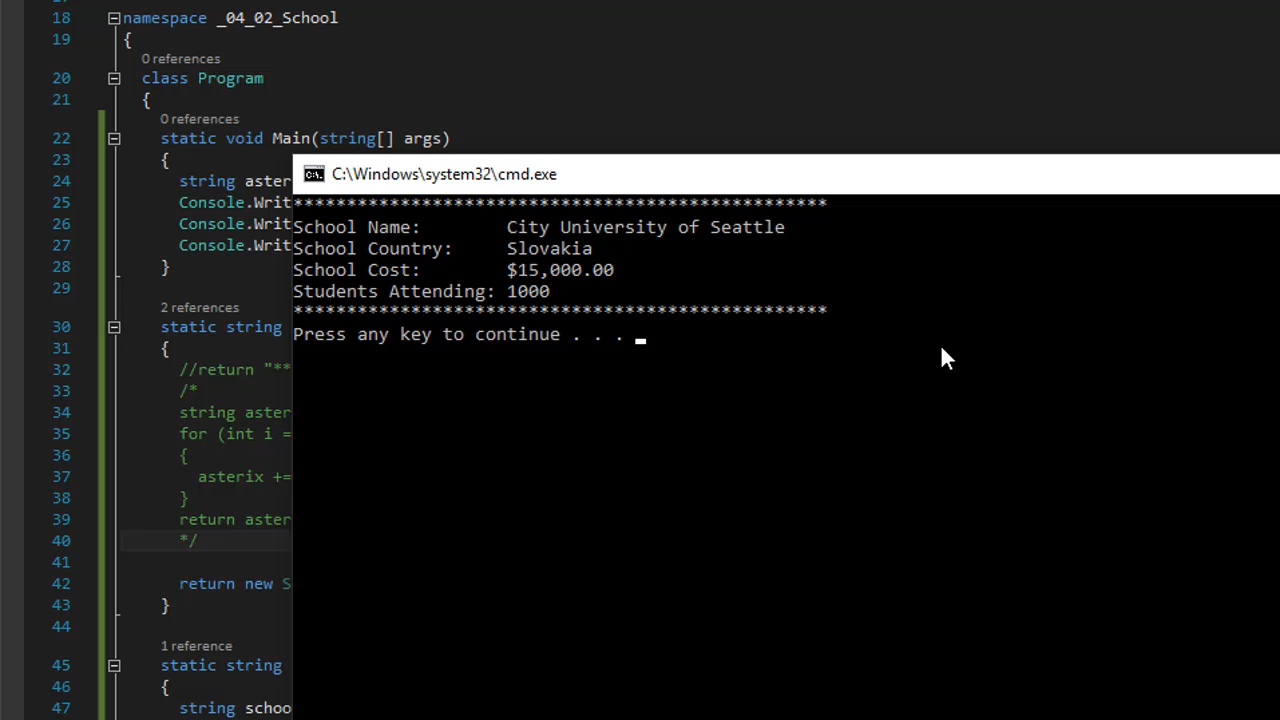 18 namespace _04_02_School
19 {
0 references
20 class Program
21 {
0 references
22 static void Main(string[] args)
23 {
24 string aster
25 Console.Writ
26 Console.Writ
27 Console.Writ
28 }
29
2 references
30 static string
31 {
32 //return "**
33 /*
34 string aster
35 for (int i =
36 {
37 asterix +=
38 }
39 return aster
40 */
41
42 return new S
43 }
44
1 reference
45 static string
46 {
47 string schoo
C:\Windows\system32\cmd.exe
**************************************************
School Name: City University of Seattle
School Country: Slovakia
School Cost: $15,000.00
Students Attending: 1000
**************************************************
Press any key to continue . . .